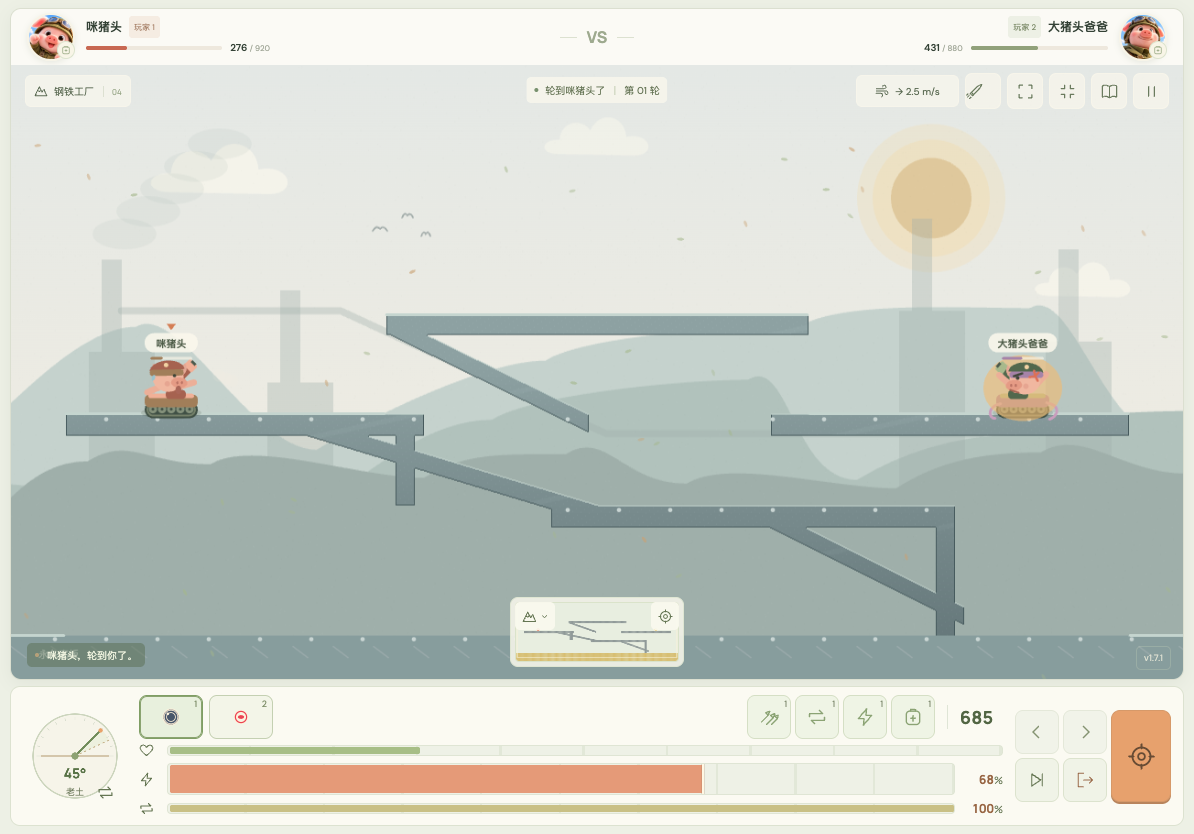 咪猪头 玩家 1
276 / 920
VS
玩家 2 大猪头爸爸
431 / 880
钢铁工厂 04
轮到咪猪头了 第 01 轮
→ 2.5 m/s
咪猪头
大猪头爸爸
咪猪头，轮到你了。
v1.7.1
1
2
1
1
1
1
685
45°
老土
68%
100%